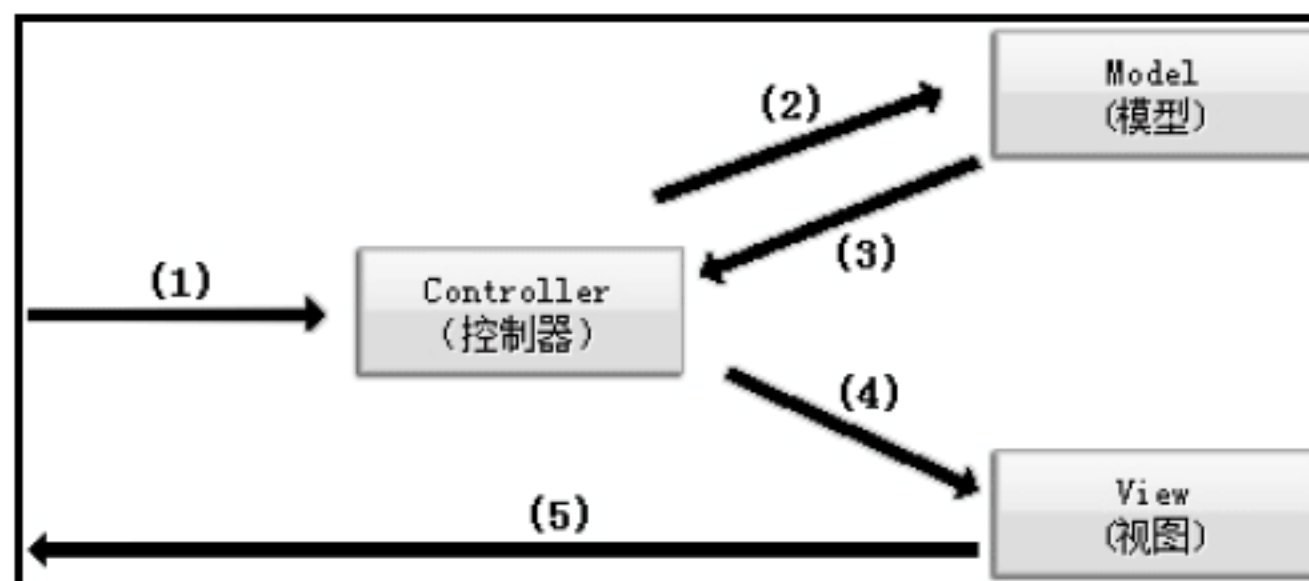 Model
(模型)
(2)
(3)
(1)
Controller
(控制器)
(4)
View
(视图)
(5)